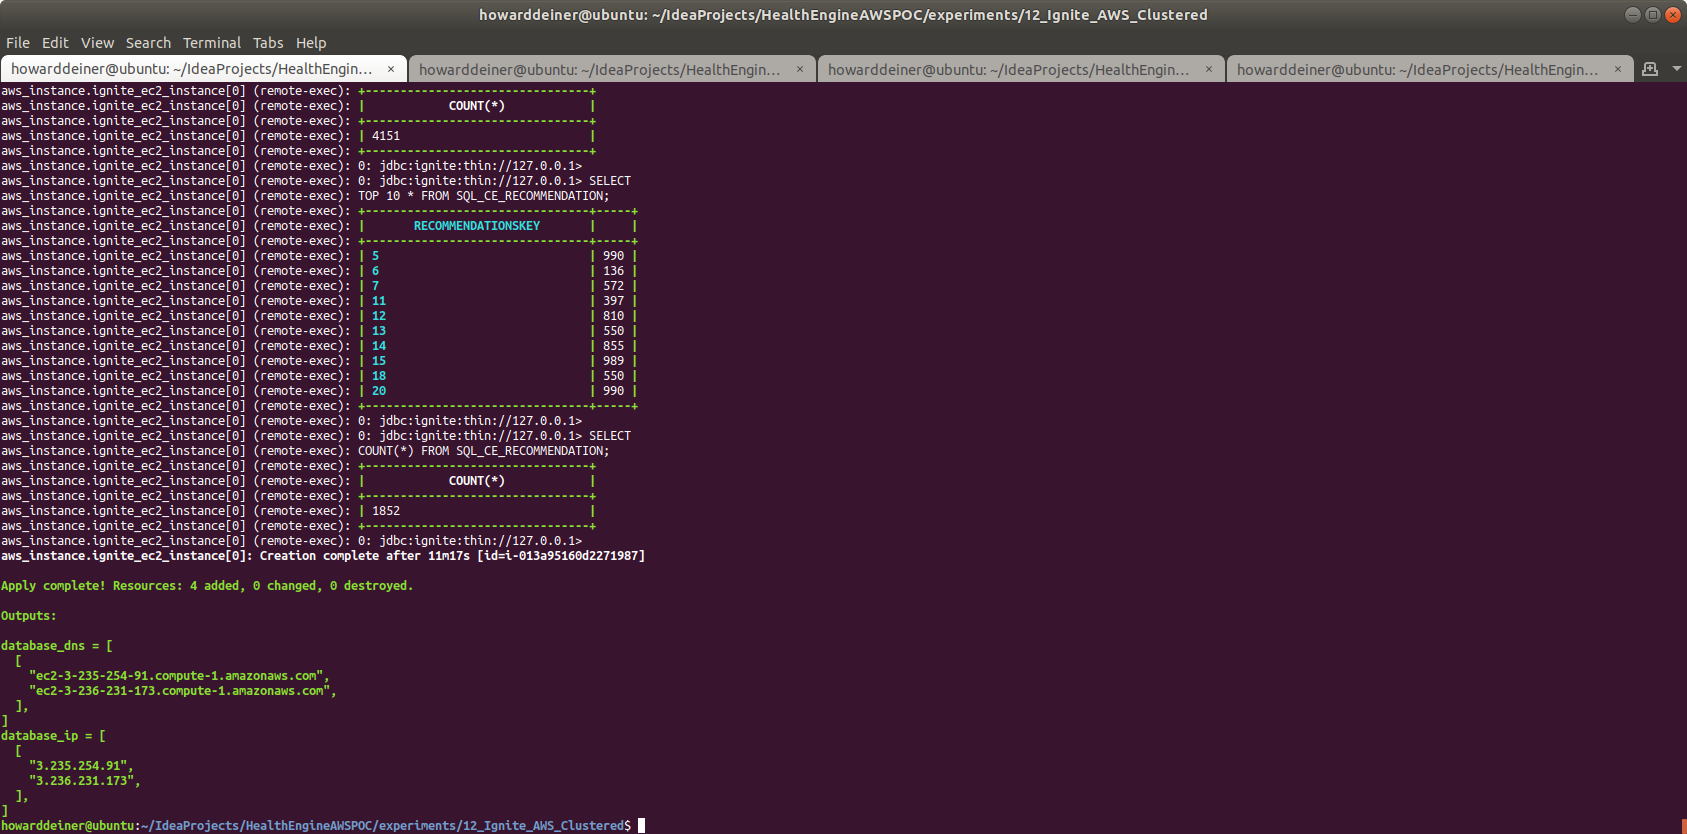 howarddeiner@ubuntu: ~/IdeaProjects/HealthEngineAWSPOC/experiments/12_Ignite_AWS_Clustered
File Edit View Search Terminal Tabs Help
howarddeiner@ubuntu: ~/IdeaProjects/HealthEngin... × howarddeiner@ubuntu: ~/IdeaProjects/HealthEngin... × howarddeiner@ubuntu: ~/IdeaProjects/HealthEngin... × howarddeiner@ubuntu: ~/IdeaProjects/HealthEngin... ×
aws_instance.ignite_ec2_instance[0] (remote-exec): +--------------------------------+
aws_instance.ignite_ec2_instance[0] (remote-exec): |            COUNT(*)            |
aws_instance.ignite_ec2_instance[0] (remote-exec): +--------------------------------+
aws_instance.ignite_ec2_instance[0] (remote-exec): | 4151                           |
aws_instance.ignite_ec2_instance[0] (remote-exec): +--------------------------------+
aws_instance.ignite_ec2_instance[0] (remote-exec): 0: jdbc:ignite:thin://127.0.0.1>
aws_instance.ignite_ec2_instance[0] (remote-exec): 0: jdbc:ignite:thin://127.0.0.1> SELECT
aws_instance.ignite_ec2_instance[0] (remote-exec): TOP 10 * FROM SQL_CE_RECOMMENDATION;
aws_instance.ignite_ec2_instance[0] (remote-exec): +--------------------------------+-----+
aws_instance.ignite_ec2_instance[0] (remote-exec): |       RECOMMENDATIONSKEY       |     |
aws_instance.ignite_ec2_instance[0] (remote-exec): +--------------------------------+-----+
aws_instance.ignite_ec2_instance[0] (remote-exec): | 5                              | 990 |
aws_instance.ignite_ec2_instance[0] (remote-exec): | 6                              | 136 |
aws_instance.ignite_ec2_instance[0] (remote-exec): | 7                              | 572 |
aws_instance.ignite_ec2_instance[0] (remote-exec): | 11                             | 397 |
aws_instance.ignite_ec2_instance[0] (remote-exec): | 12                             | 810 |
aws_instance.ignite_ec2_instance[0] (remote-exec): | 13                             | 550 |
aws_instance.ignite_ec2_instance[0] (remote-exec): | 14                             | 855 |
aws_instance.ignite_ec2_instance[0] (remote-exec): | 15                             | 989 |
aws_instance.ignite_ec2_instance[0] (remote-exec): | 18                             | 550 |
aws_instance.ignite_ec2_instance[0] (remote-exec): | 20                             | 990 |
aws_instance.ignite_ec2_instance[0] (remote-exec): +--------------------------------+-----+
aws_instance.ignite_ec2_instance[0] (remote-exec): 0: jdbc:ignite:thin://127.0.0.1>
aws_instance.ignite_ec2_instance[0] (remote-exec): 0: jdbc:ignite:thin://127.0.0.1> SELECT
aws_instance.ignite_ec2_instance[0] (remote-exec): COUNT(*) FROM SQL_CE_RECOMMENDATION;
aws_instance.ignite_ec2_instance[0] (remote-exec): +--------------------------------+
aws_instance.ignite_ec2_instance[0] (remote-exec): |            COUNT(*)            |
aws_instance.ignite_ec2_instance[0] (remote-exec): +--------------------------------+
aws_instance.ignite_ec2_instance[0] (remote-exec): | 1852                           |
aws_instance.ignite_ec2_instance[0] (remote-exec): +--------------------------------+
aws_instance.ignite_ec2_instance[0] (remote-exec): 0: jdbc:ignite:thin://127.0.0.1>
aws_instance.ignite_ec2_instance[0]: Creation complete after 11m17s [id=i-013a95160d2271987]
Apply complete! Resources: 4 added, 0 changed, 0 destroyed.
Outputs:
database_dns = [
  [
    "ec2-3-235-254-91.compute-1.amazonaws.com",
    "ec2-3-236-231-173.compute-1.amazonaws.com",
  ],
]
database_ip = [
  [
    "3.235.254.91",
    "3.236.231.173",
  ],
]
howarddeiner@ubuntu:~/IdeaProjects/HealthEngineAWSPOC/experiments/12_Ignite_AWS_Clustered$